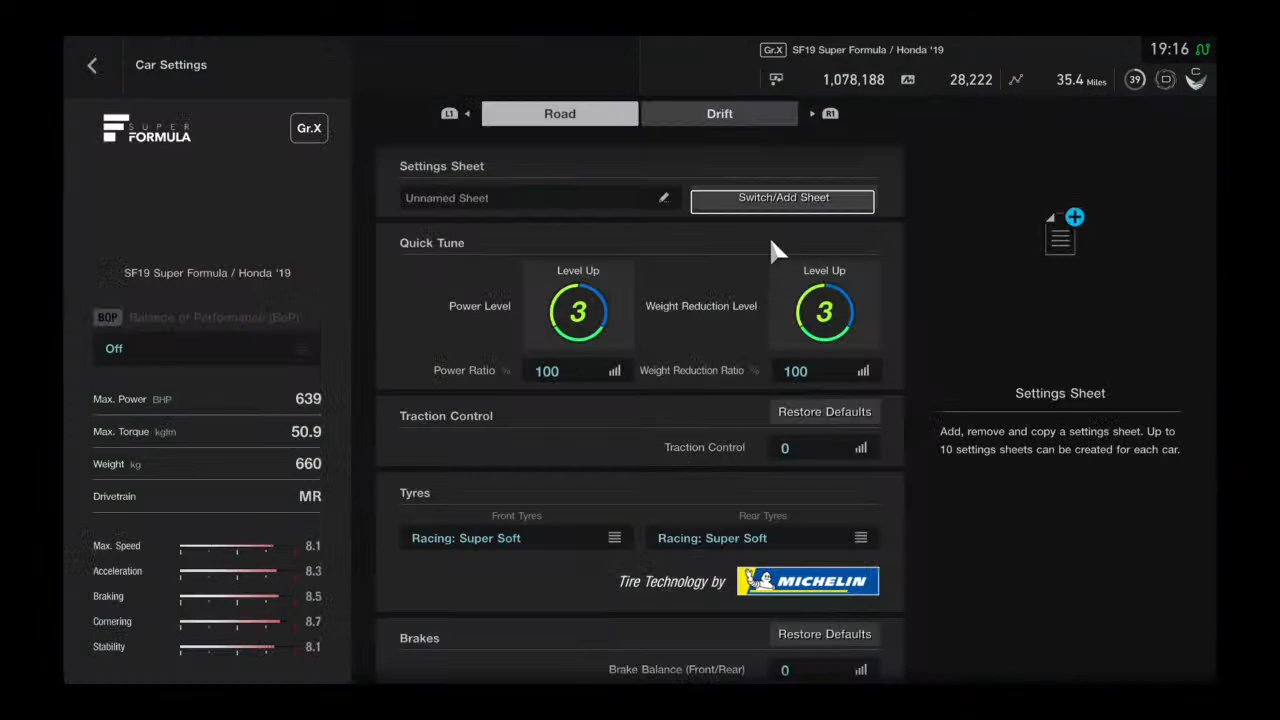 Car Settings
Gr.X SF19 Super Formula / Honda '19
19:16
1,078,188
28,222
35.4 Miles
39
C
SUPER FORMULA
Gr.X
L1
Road
Drift
R1
Settings Sheet
Unnamed Sheet
Switch/Add Sheet
Quick Tune
SF19 Super Formula / Honda '19
Level Up
Level Up
Power Level
3
Weight Reduction Level
3
BOP Balance of Performance (BoP)
Off
Power Ratio %
100
Weight Reduction Ratio %
100
Max. Power BHP 639
Max. Torque kgfm 50.9
Weight kg 660
Drivetrain MR
Traction Control
Restore Defaults
Traction Control
0
Tyres
Front Tyres
Rear Tyres
Racing: Super Soft
Racing: Super Soft
Tire Technology by MICHELIN
Max. Speed 8.1
Acceleration 8.3
Braking 8.5
Cornering 8.7
Stability 8.1
Brakes
Restore Defaults
Brake Balance (Front/Rear)
0
Settings Sheet
Add, remove and copy a settings sheet. Up to
10 settings sheets can be created for each car.